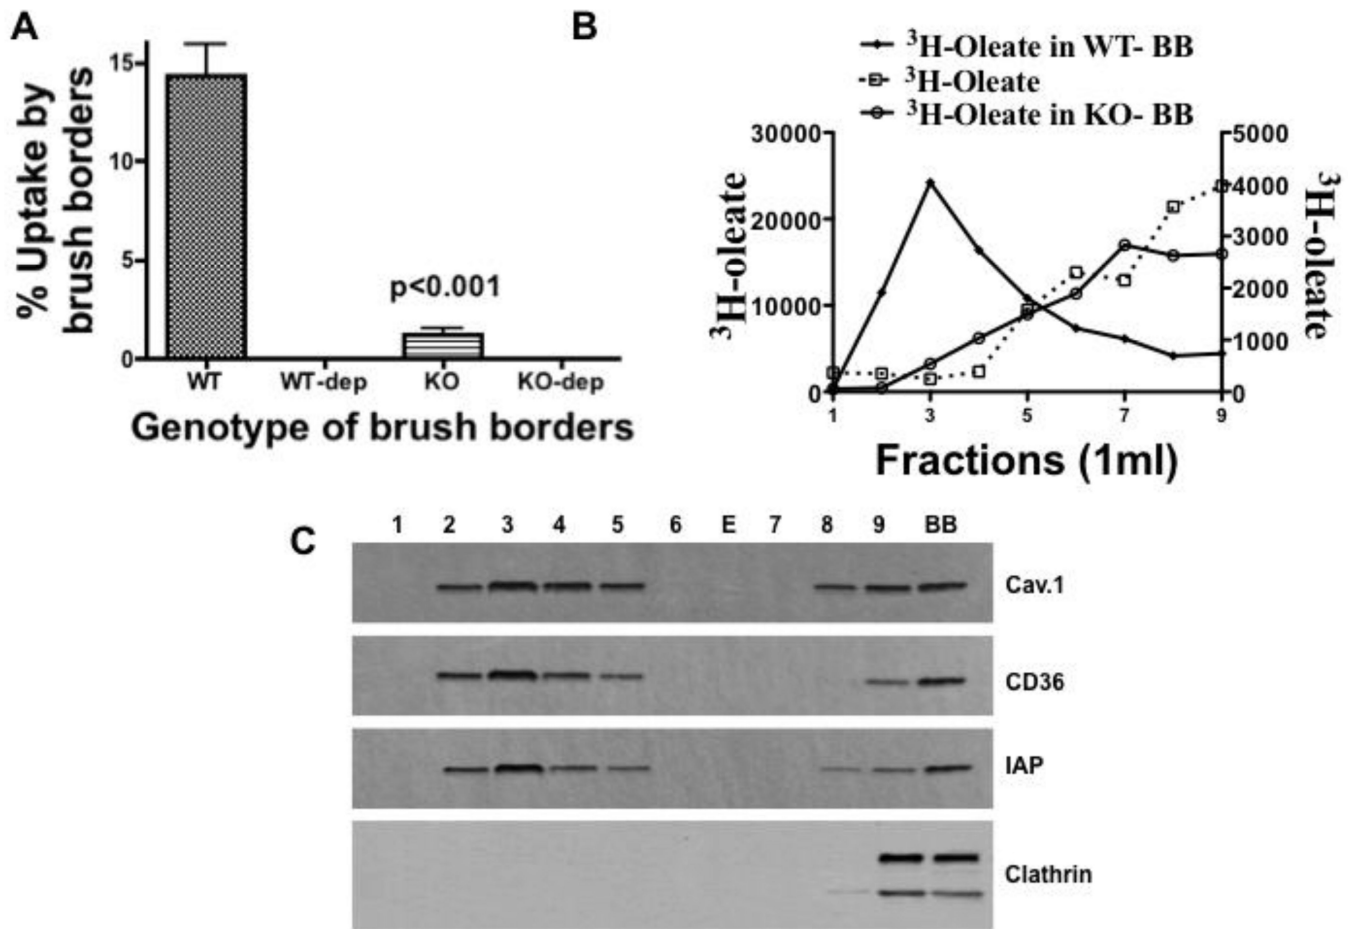 A
% Uptake by
brush borders
15
10
5
0
p<0.001
WT
WT-dep
KO
KO-dep
Genotype of brush borders
B
³H-Oleate in WT- BB
³H-Oleate
³H-Oleate in KO- BB
³H-oleate
30000
20000
10000
0
5000
4000
3000
2000
1000
0
³H-oleate
1 3 5 7 9
Fractions (1ml)
C
1 2 3 4 5 6 E 7 8 9 BB
Cav.1
CD36
IAP
Clathrin